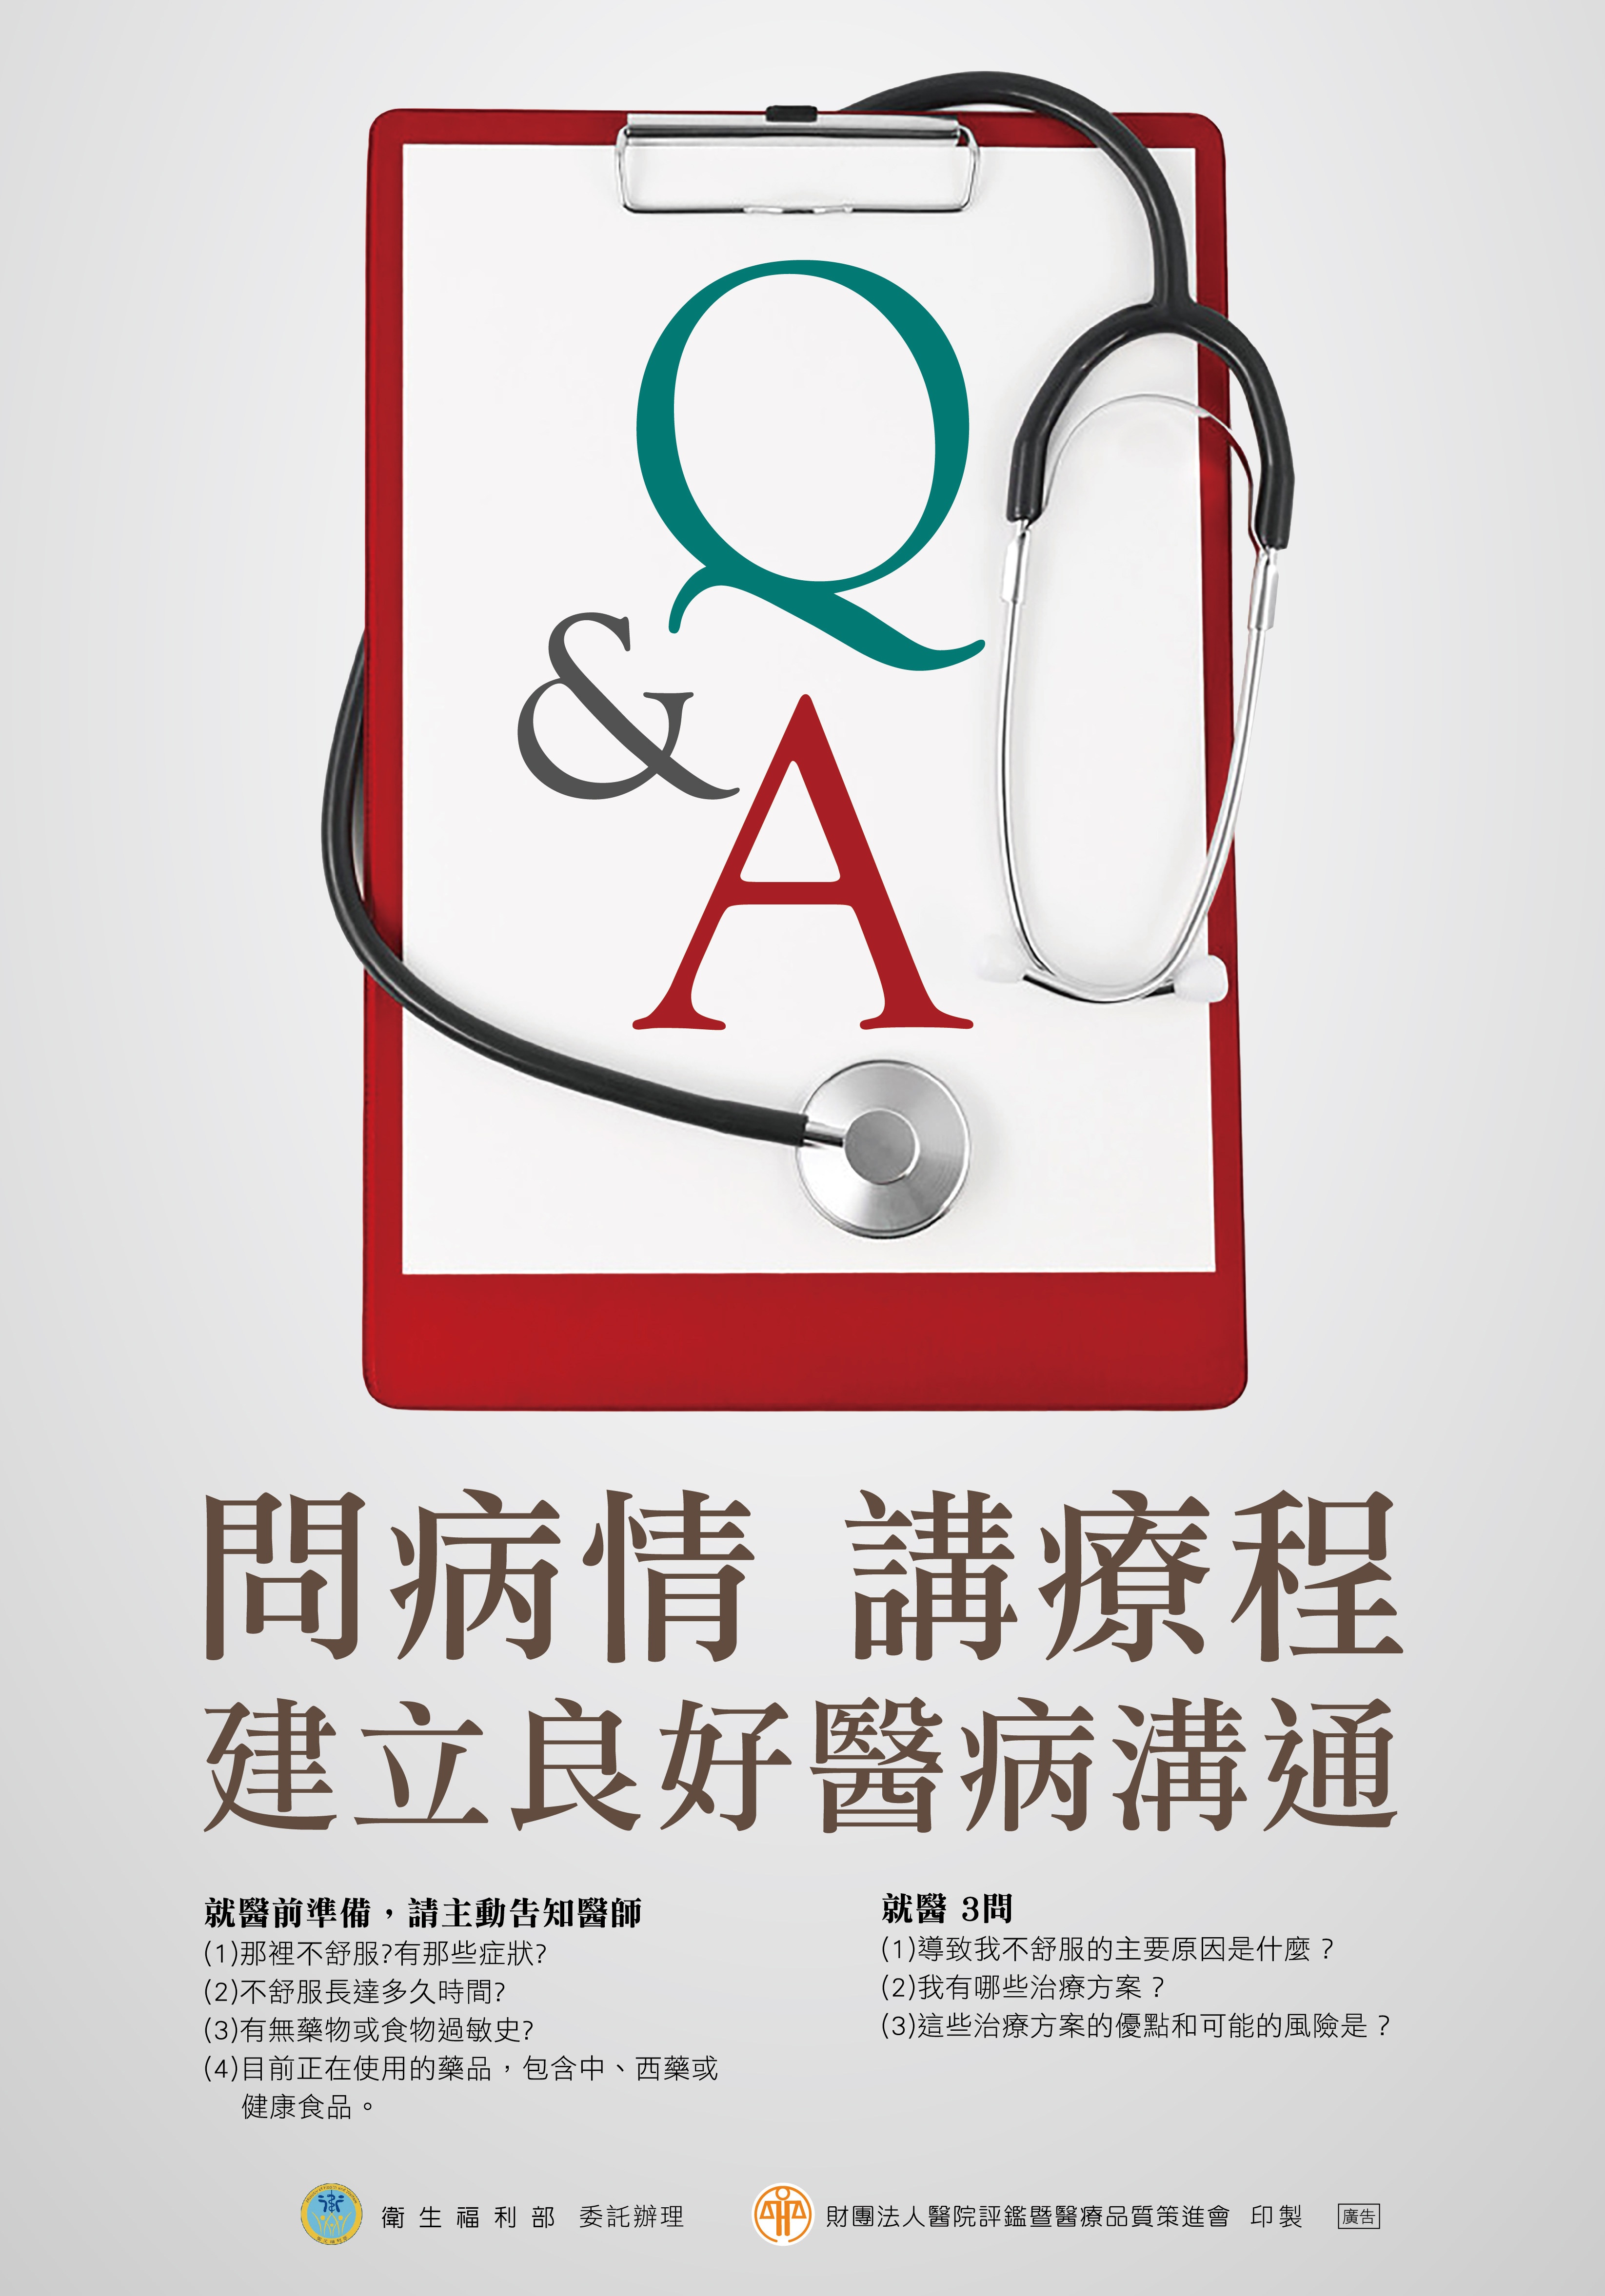 Q
&
A
問病情 講療程
建立良好醫病溝通
就醫前準備，請主動告知醫師
(1)那裡不舒服?有那些症狀?
(2)不舒服長達多久時間?
(3)有無藥物或食物過敏史?
(4)目前正在使用的藥品，包含中、西藥或
健康食品。
就醫 3問
(1)導致我不舒服的主要原因是什麼？
(2)我有哪些治療方案？
(3)這些治療方案的優點和可能的風險是？
衛生福利部 委託辦理
財團法人醫院評鑑暨醫療品質策進會 印製
廣告